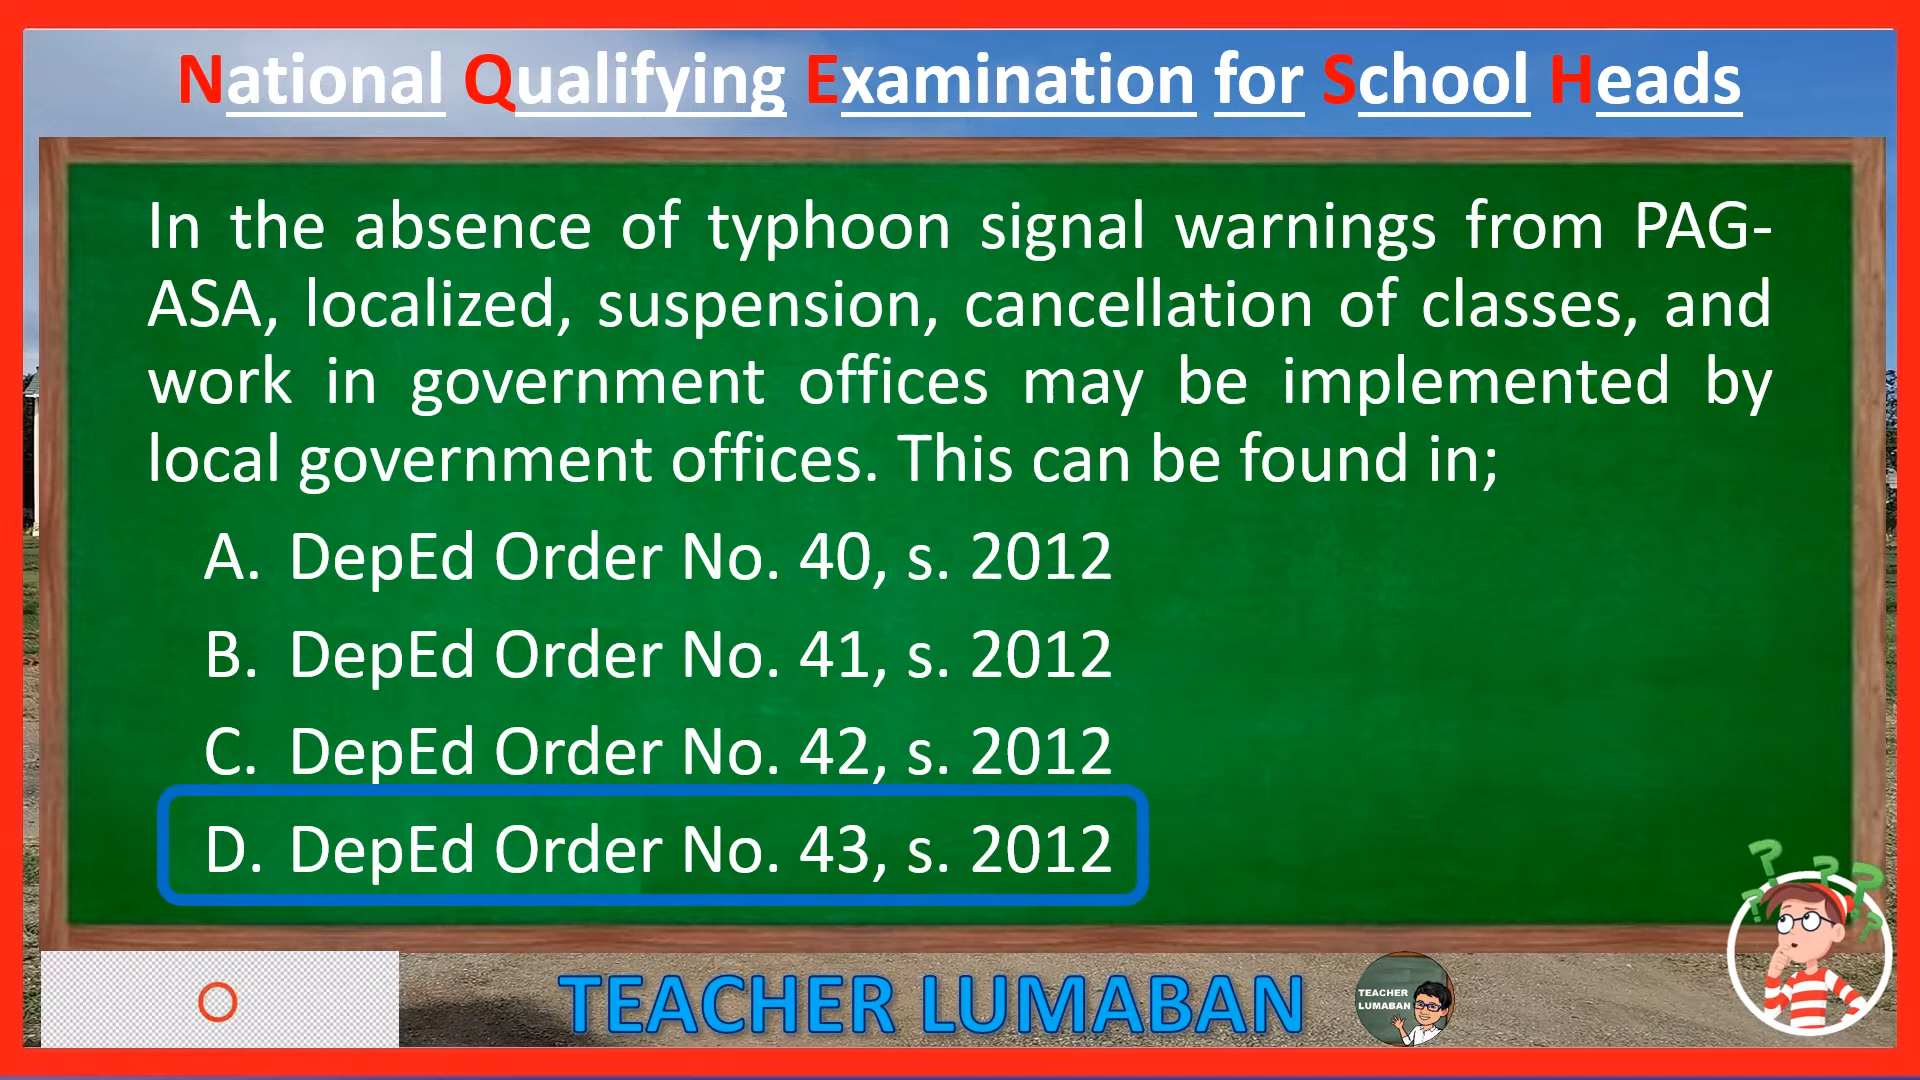 National Qualifying Examination for School Heads
In the absence of typhoon signal warnings from PAG-
ASA, localized, suspension, cancellation of classes, and
work in government offices may be implemented by
local government offices. This can be found in;
A. DepEd Order No. 40, s. 2012
B. DepEd Order No. 41, s. 2012
C. DepEd Order No. 42, s. 2012
D. DepEd Order No. 43, s. 2012
TEACHER LUMABAN
TEACHER
LUMABAN